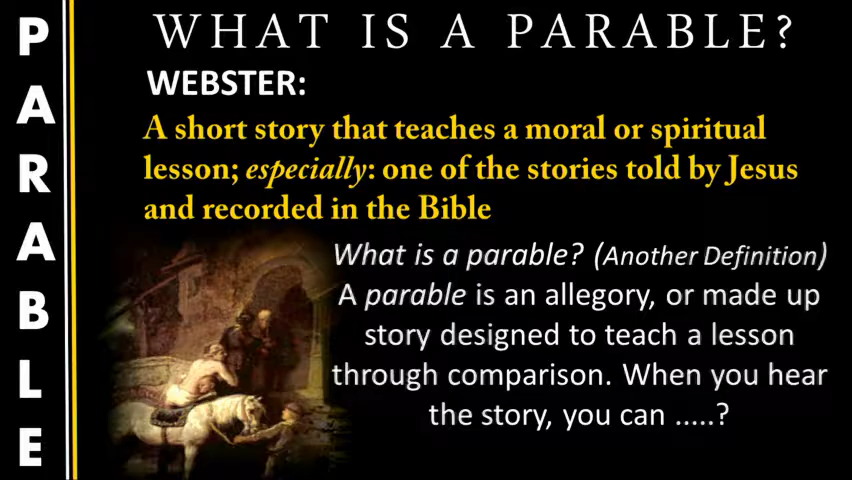 P
A
R
A
B
L
E
WHAT IS A PARABLE?
WEBSTER:
A short story that teaches a moral or spiritual
lesson; especially: one of the stories told by Jesus
and recorded in the Bible
What is a parable? (Another Definition)
A parable is an allegory, or made up
story designed to teach a lesson
through comparison. When you hear
the story, you can .....?